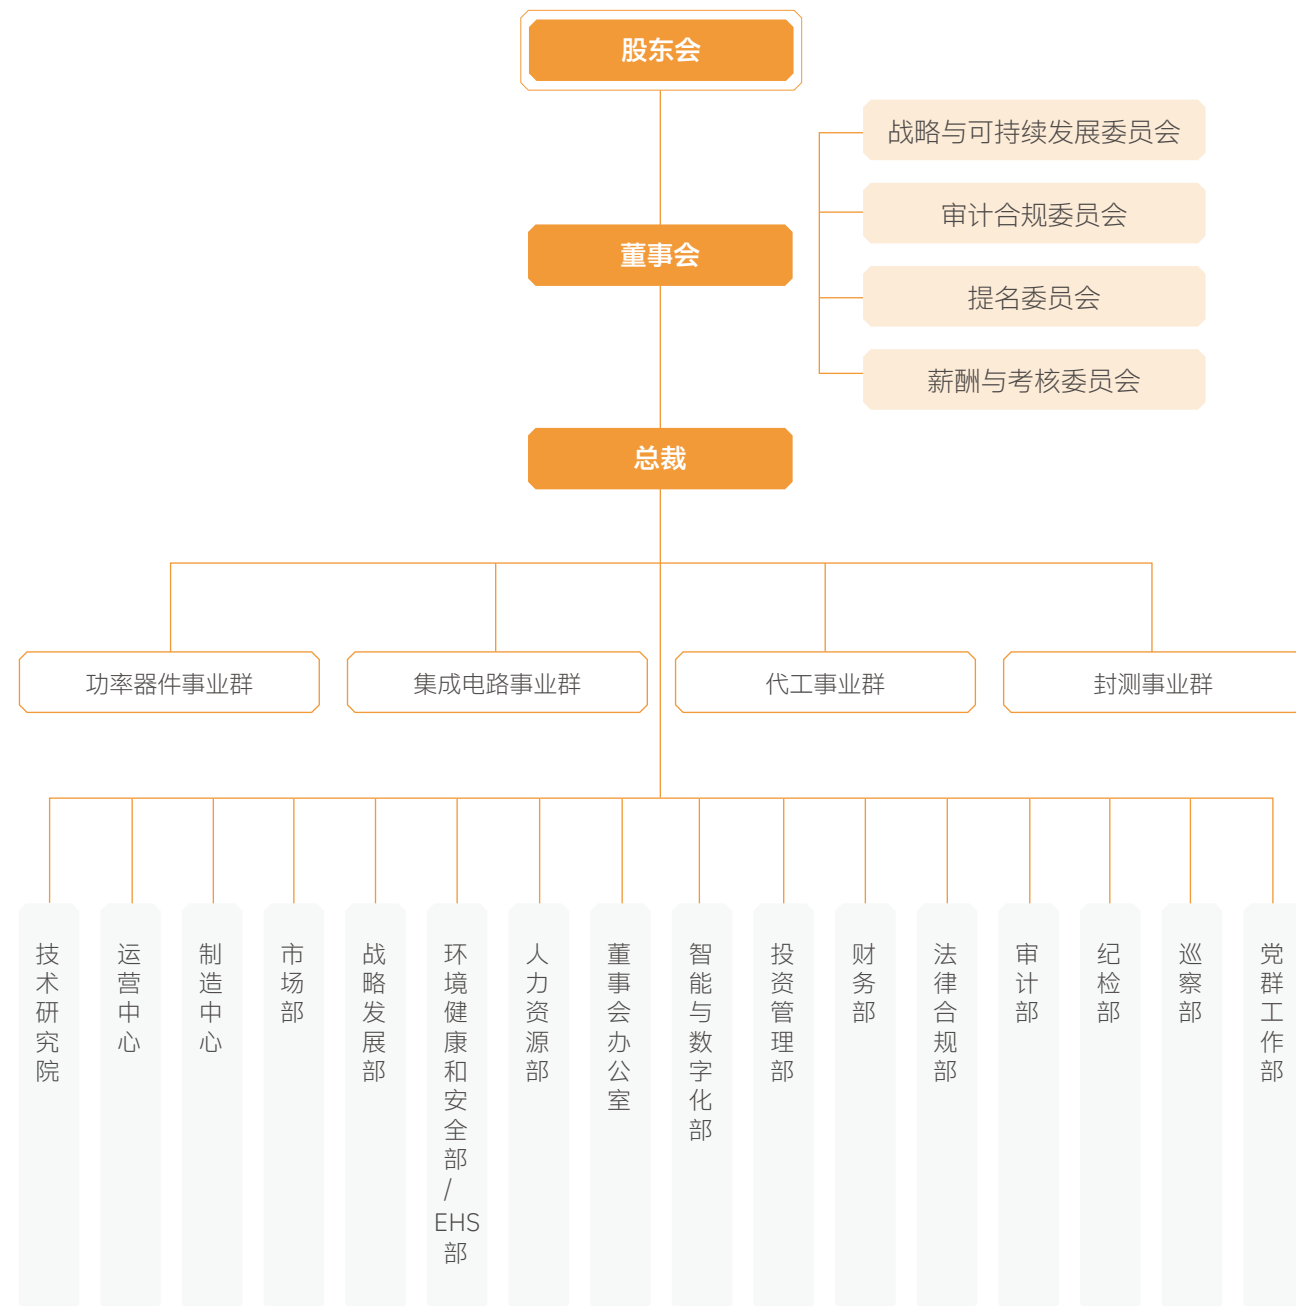 股东会
战略与可持续发展委员会
审计合规委员会
董事会
提名委员会
薪酬与考核委员会
总裁
功率器件事业群
集成电路事业群
代工事业群
封测事业群
技术研究院
运营中心
制造中心
市场部
战略发展部
环境健康和安全部/EHS部
人力资源部
董事会办公室
智能与数字化部
投资管理部
财务部
法律合规部
审计部
纪检部
巡察部
党群工作部